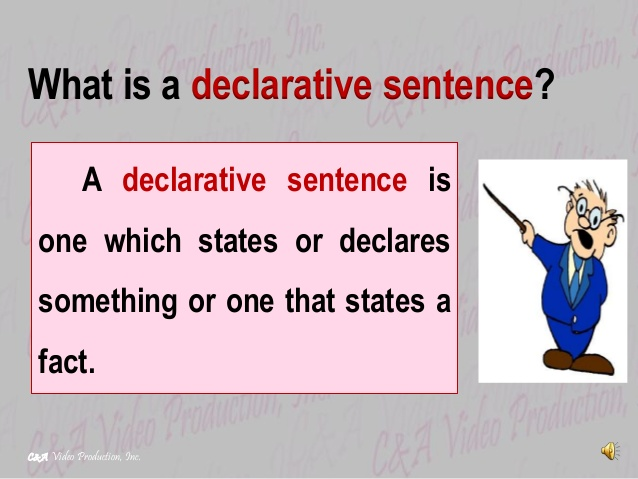 What is a declarative sentence?
A declarative sentence is
one which states or declares
something or one that states a
fact.
C&A Video Production, Inc.